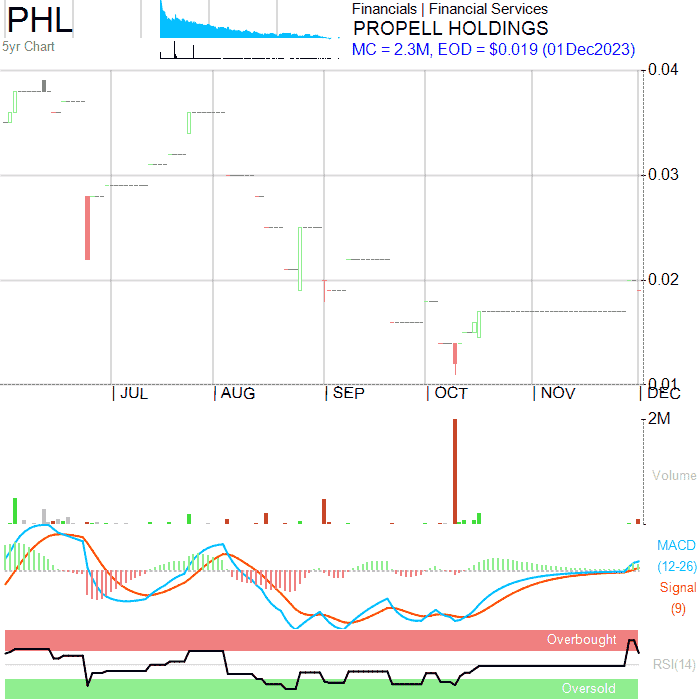 PHL
5yr Chart
Financials | Financial Services
PROPELL HOLDINGS
MC = 2.3M, EOD = $0.019 (01Dec2023)
0.04
0.03
0.02
0.01
JUL AUG SEP OCT NOV DEC
2M
Volume
MACD
(12-26)
Signal
(9)
Overbought
RSI(14)
Oversold